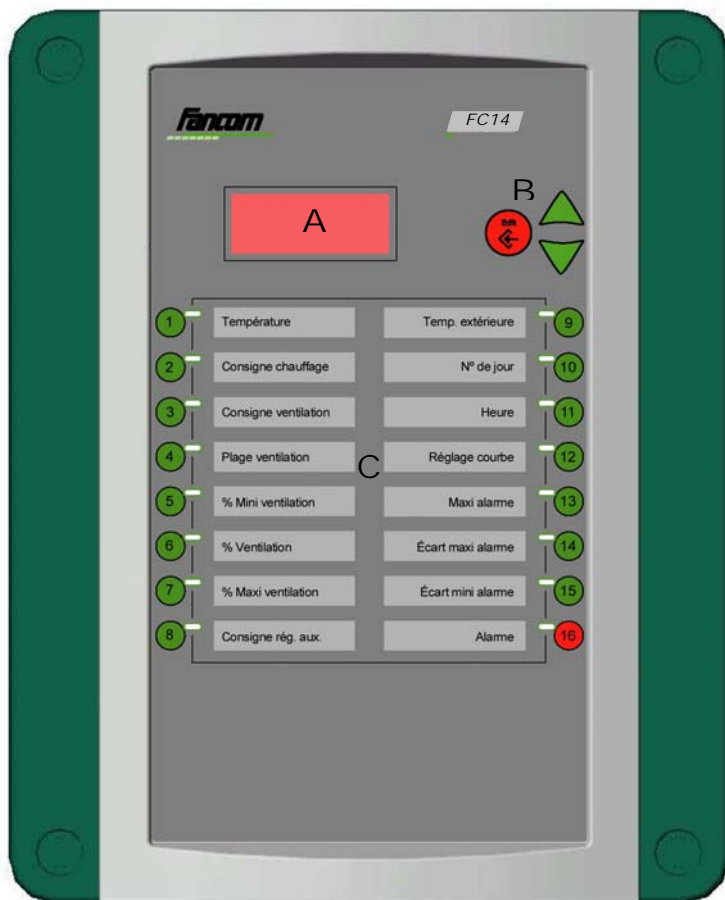 Fancom
FC14
A
B
Edit
1 Température
Temp. extérieure 9
2 Consigne chauffage
Nº de jour 10
3 Consigne ventilation
Heure 11
4 Plage ventilation
C
Réglage courbe 12
5 % Mini ventilation
Maxi alarme 13
6 % Ventilation
Écart maxi alarme 14
7 % Maxi ventilation
Écart mini alarme 15
8 Consigne rég. aux.
Alarme 16